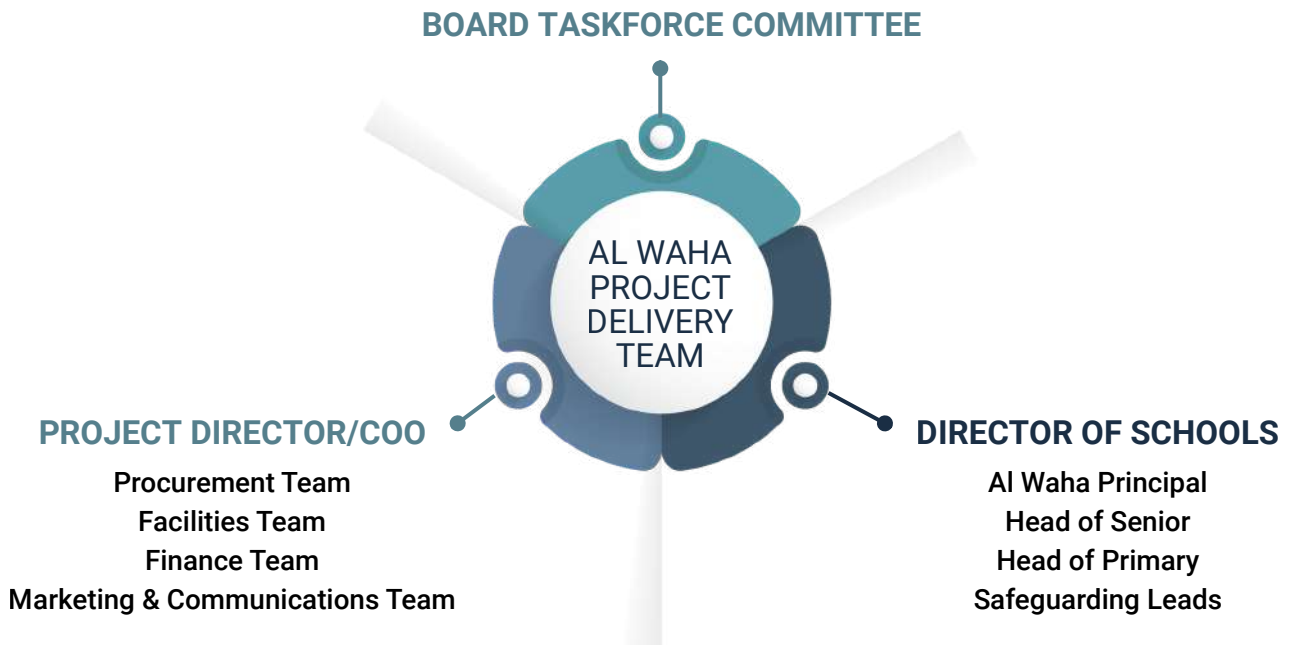 BOARD TASKFORCE COMMITTEE
AL WAHA
PROJECT
DELIVERY
TEAM
PROJECT DIRECTOR/COO
Procurement Team
Facilities Team
Finance Team
Marketing & Communications Team
DIRECTOR OF SCHOOLS
Al Waha Principal
Head of Senior
Head of Primary
Safeguarding Leads